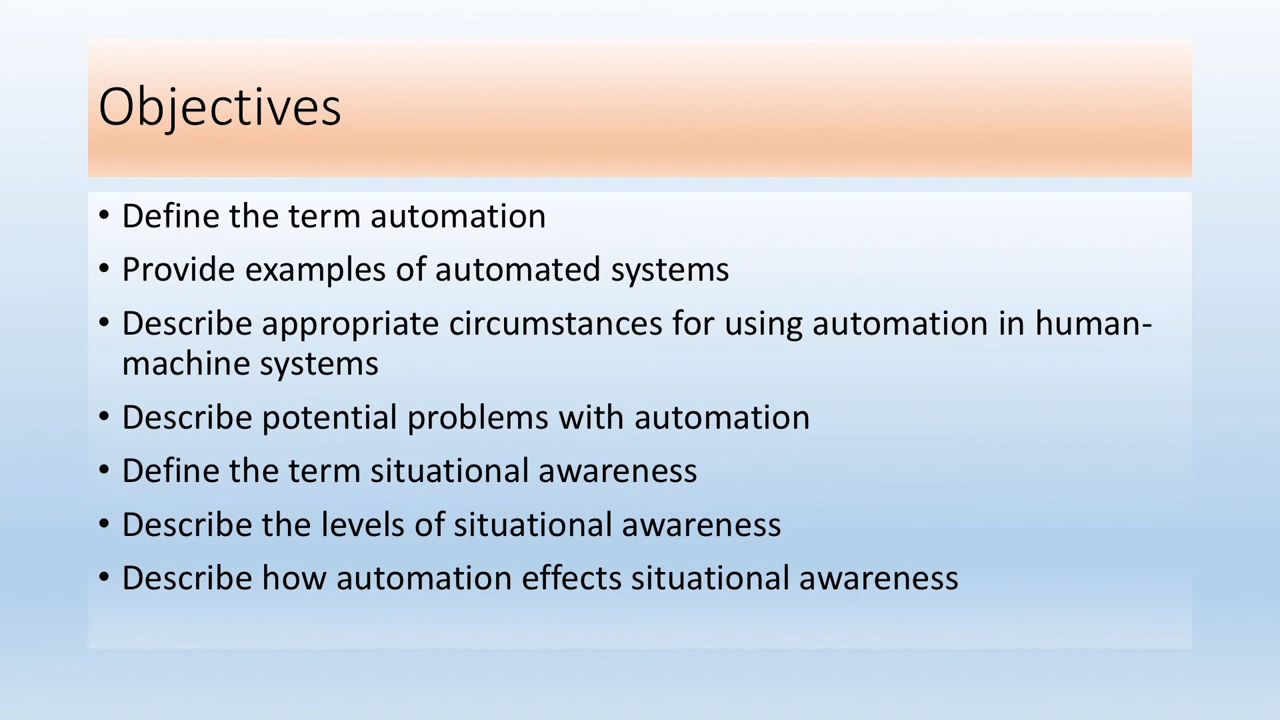 Objectives
• Define the term automation
• Provide examples of automated systems
• Describe appropriate circumstances for using automation in human-
machine systems
• Describe potential problems with automation
• Define the term situational awareness
• Describe the levels of situational awareness
• Describe how automation effects situational awareness